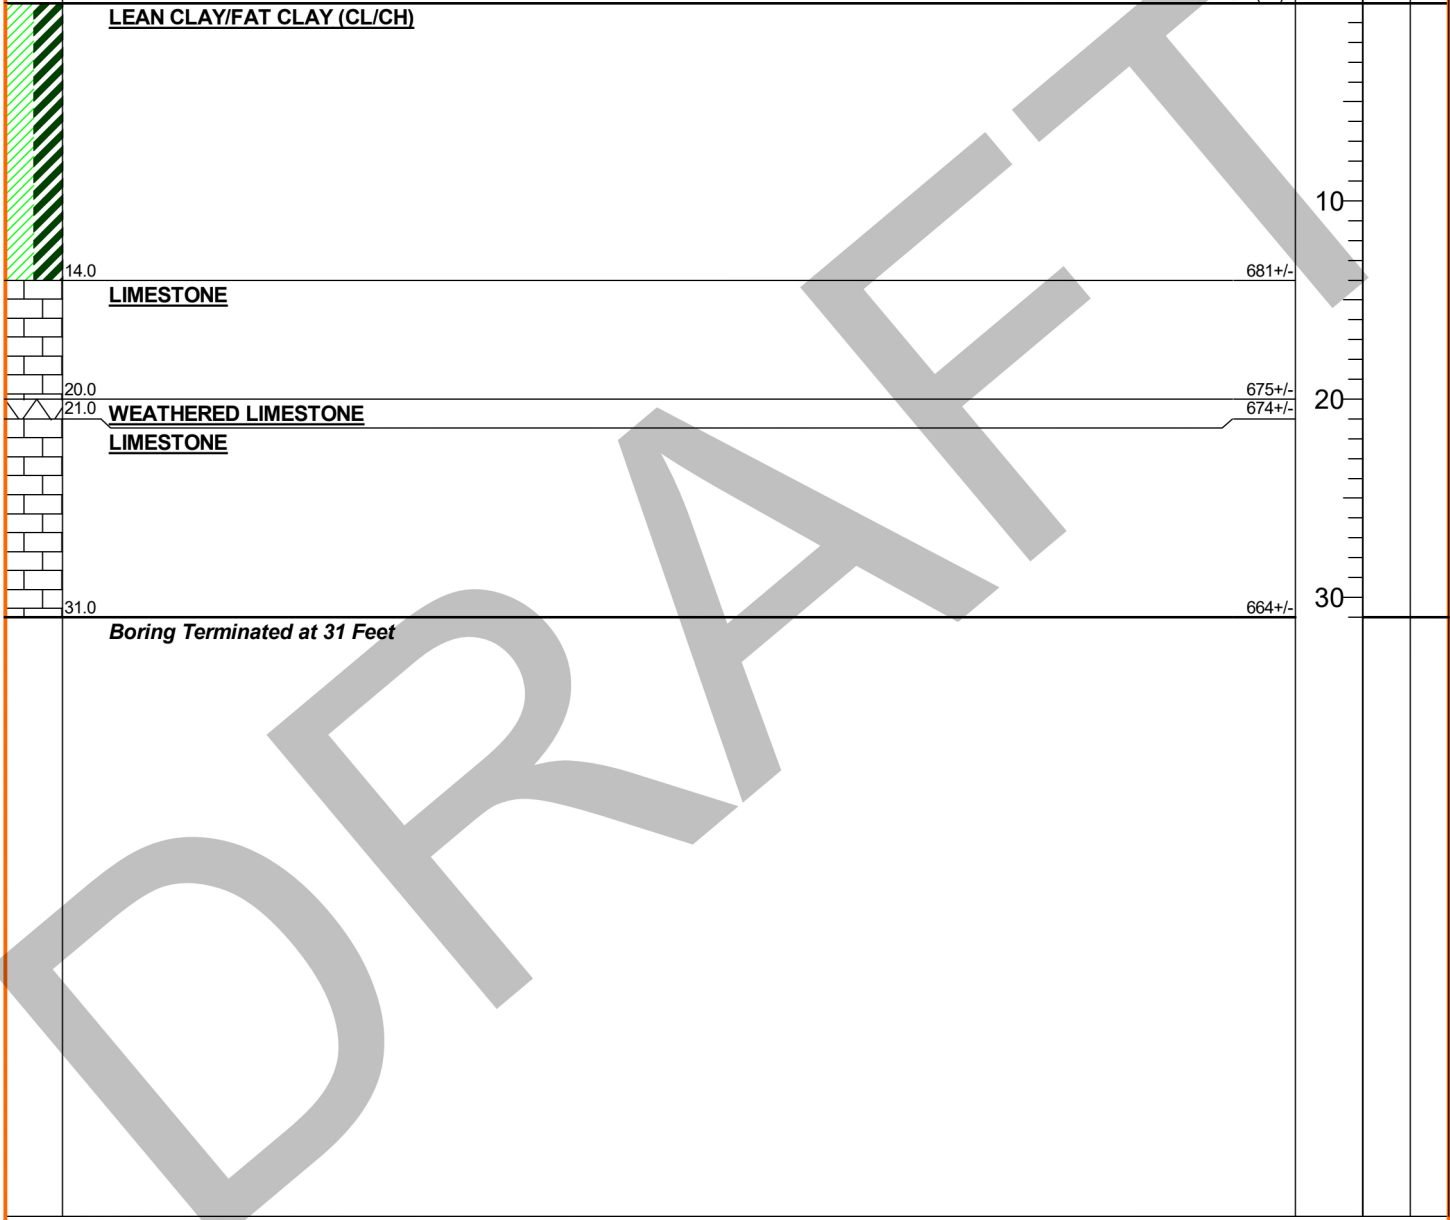 LEAN CLAY/FAT CLAY (CL/CH)
10
14.0 681+/-
LIMESTONE
20.0 675+/-
20
21.0 WEATHERED LIMESTONE 674+/-
LIMESTONE
31.0 664+/-
30
Boring Terminated at 31 Feet
DRAFT